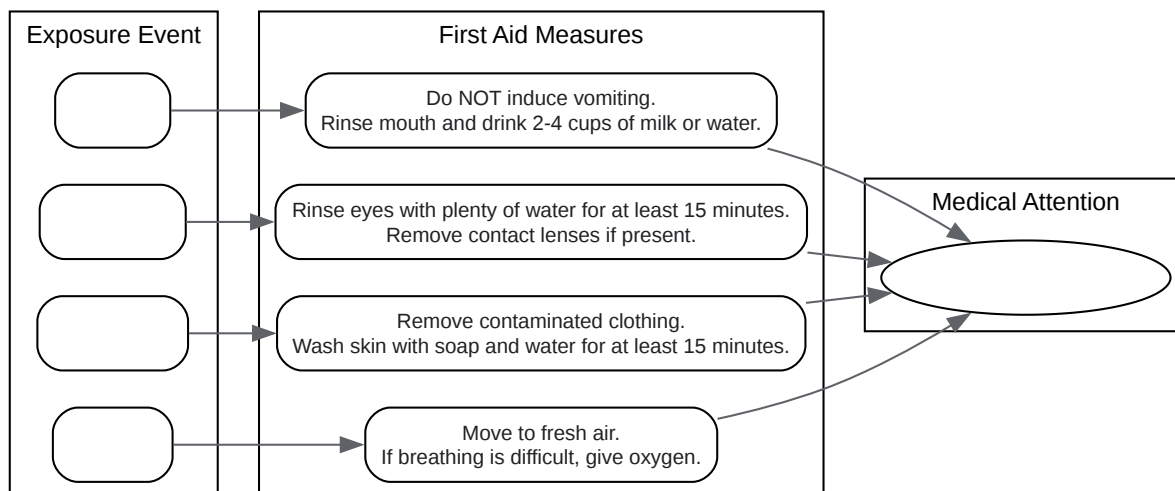 Exposure Event
First Aid Measures
Do NOT induce vomiting.
Rinse mouth and drink 2-4 cups of milk or water.
Rinse eyes with plenty of water for at least 15 minutes.
Remove contact lenses if present.
Medical Attention
Remove contaminated clothing.
Wash skin with soap and water for at least 15 minutes.
Move to fresh air.
If breathing is difficult, give oxygen.